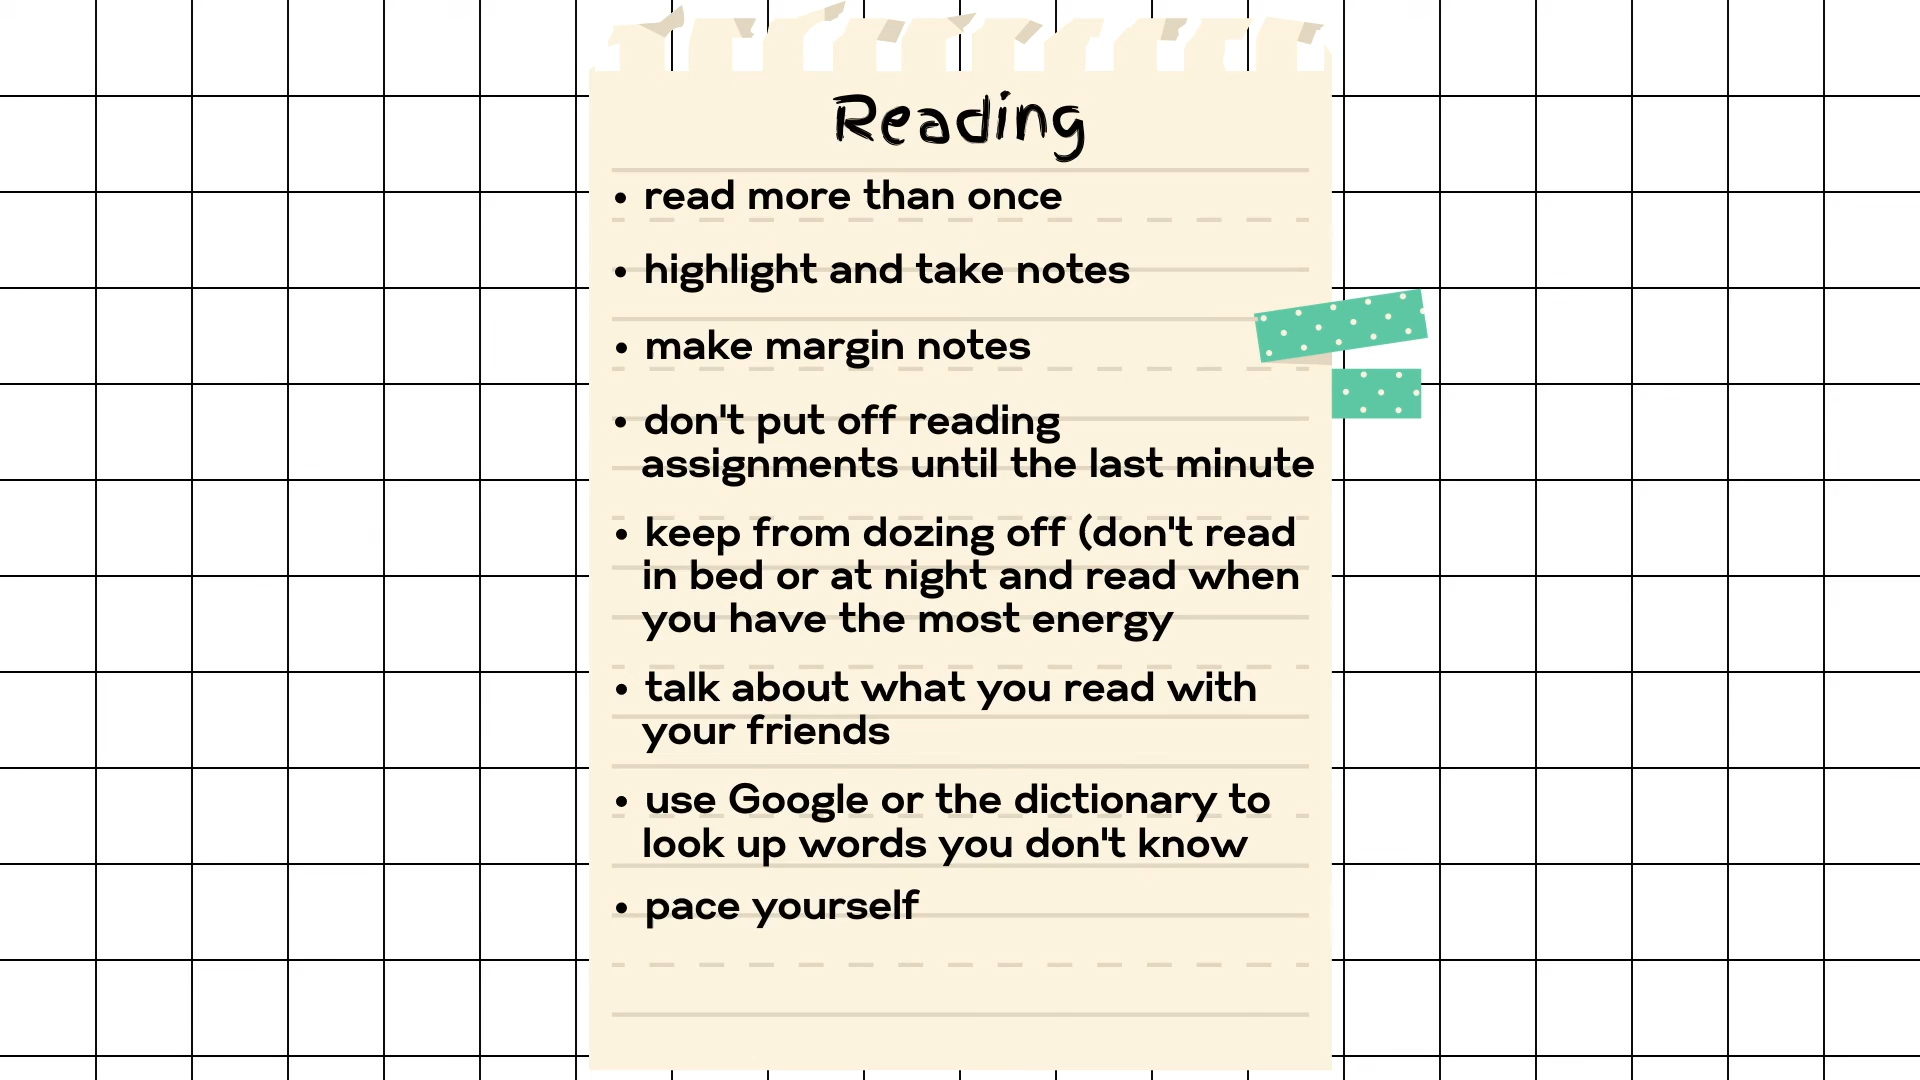 Reading
• read more than once
• highlight and take notes
• make margin notes
• don't put off reading
assignments until the last minute
• keep from dozing off (don't read
in bed or at night and read when
you have the most energy
• talk about what you read with
your friends
• use Google or the dictionary to
look up words you don't know
• pace yourself